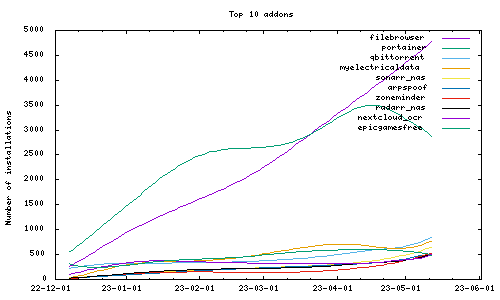 Top 10 addons
Number of installations
5000
4500
4000
3500
3000
2500
2000
1500
1000
500
0
22-12-01
23-01-01
23-02-01
23-03-01
23-04-01
23-05-01
23-06-01
filebrowser
portainer
qbittorrent
myelectricaldata
sonarr_nas
arpspoof
zoneminder
radarr_nas
nextcloud_ocr
epicgamesfree